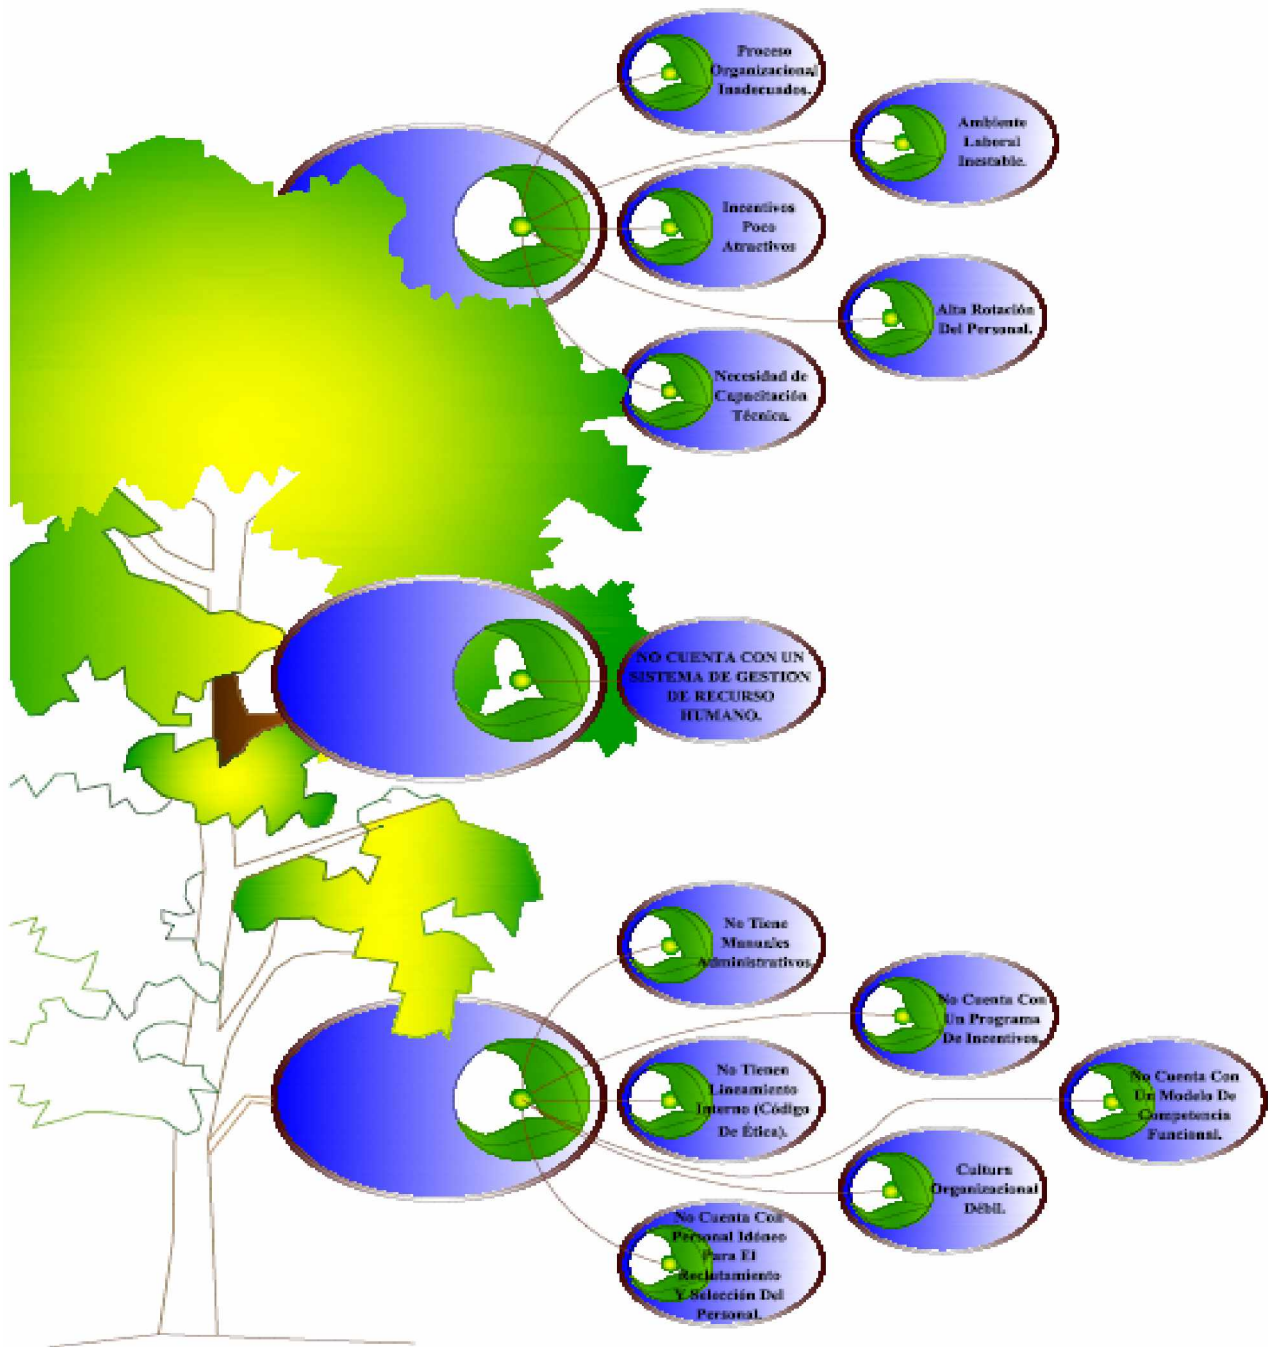 Proceso
Organizacional
Inadecuados.
Ambiente
Laboral
Inestable.
Incentivos
Poco
Atractivos
Alta Rotación
Del Personal.
Necesidad de
Capacitación
Técnica.
NO CUENTA CON UN
SISTEMA DE GESTIÓN
DE RECURSO
HUMANO.
No Tiene
Manuales
Administrativos.
No Cuenta Con
Un Programa
De Incentivos.
No Tienen
Lineamiento
Interno (Código
De Ética).
No Cuenta Con
Un Modelo De
Competencia
Funcional.
Cultura
Organizacional
Débil.
No Cuenta Con
Personal Idóneo
Para El
Reclutamiento
Y Selección Del
Personal.